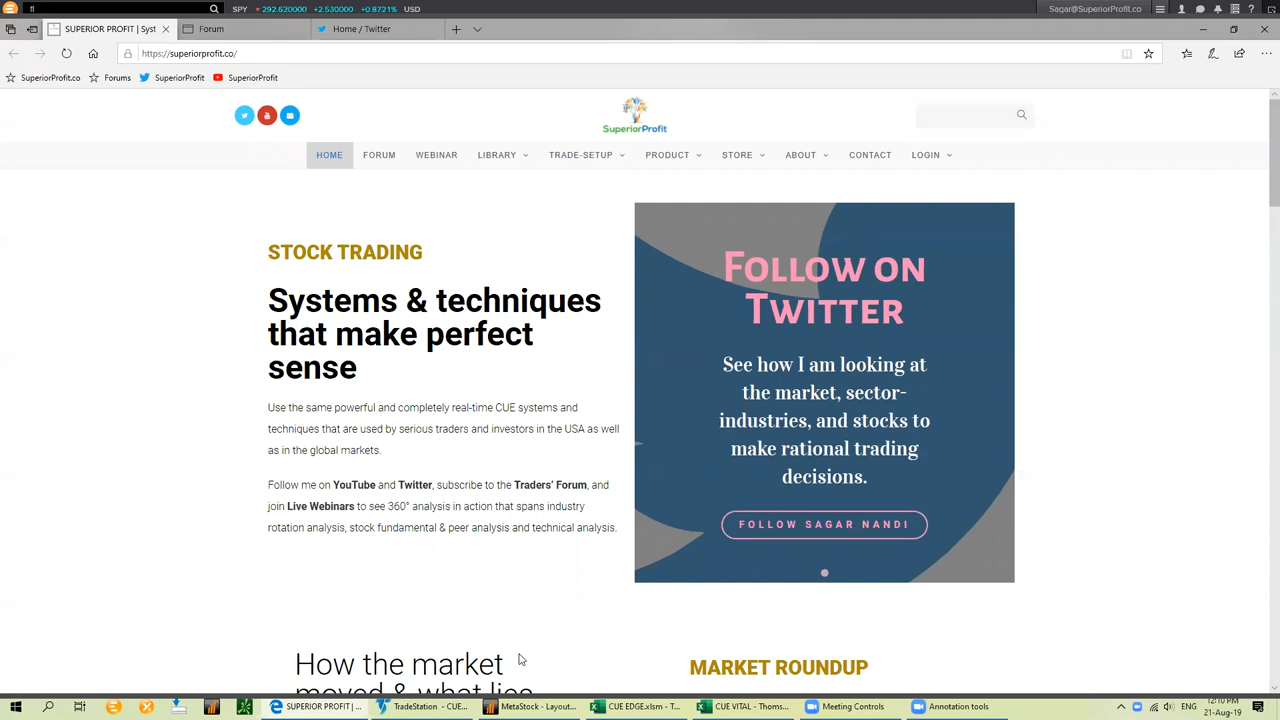 fl
SPY 292.620000 +2.530000 +0.8721% USD
Sagar@SuperiorProfit.co
SUPERIOR PROFIT | Syst
Forum
Home / Twitter
https://superiorprofit.co/
SuperiorProfit.co Forums SuperiorProfit SuperiorProfit
SuperiorProfit
HOME FORUM WEBINAR LIBRARY TRADE-SETUP PRODUCT STORE ABOUT CONTACT LOGIN
STOCK TRADING
Systems & techniques
that make perfect
sense
Use the same powerful and completely real-time CUE systems and
techniques that are used by serious traders and investors in the USA as well
as in the global markets.
Follow me on YouTube and Twitter, subscribe to the Traders' Forum, and
join Live Webinars to see 360° analysis in action that spans industry
rotation analysis, stock fundamental & peer analysis and technical analysis.
FOLLOW ON
TWITTER
See how I am looking at
the market, sector-
industries, and stocks to
make rational trading
decisions.
FOLLOW SAGAR NANDI
How the market
moved & what lies
MARKET ROUNDUP
SUPERIOR PROFIT | ...
TradeStation - CUE...
MetaStock - Layout...
CUE EDGE.xlsm - T...
CUE VITAL - Thoms...
Meeting Controls
Annotation tools
ENG
12:10 PM
21-Aug-19